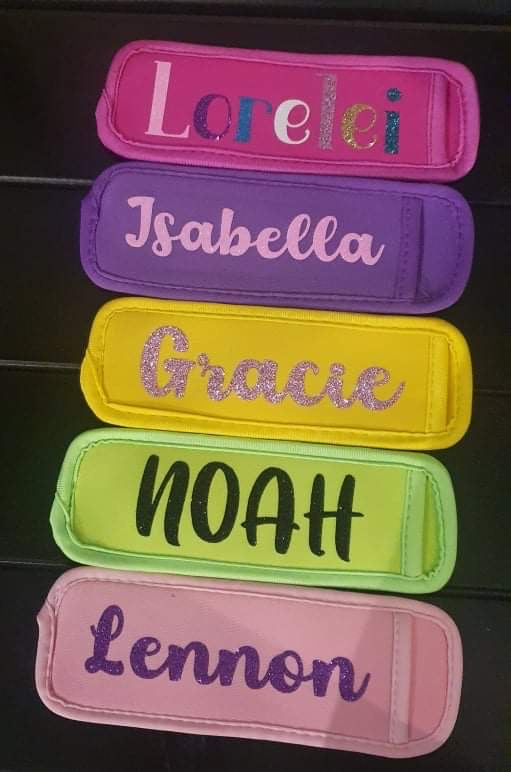 Lorelei
Isabella
Gracie
NOAH
Lennon